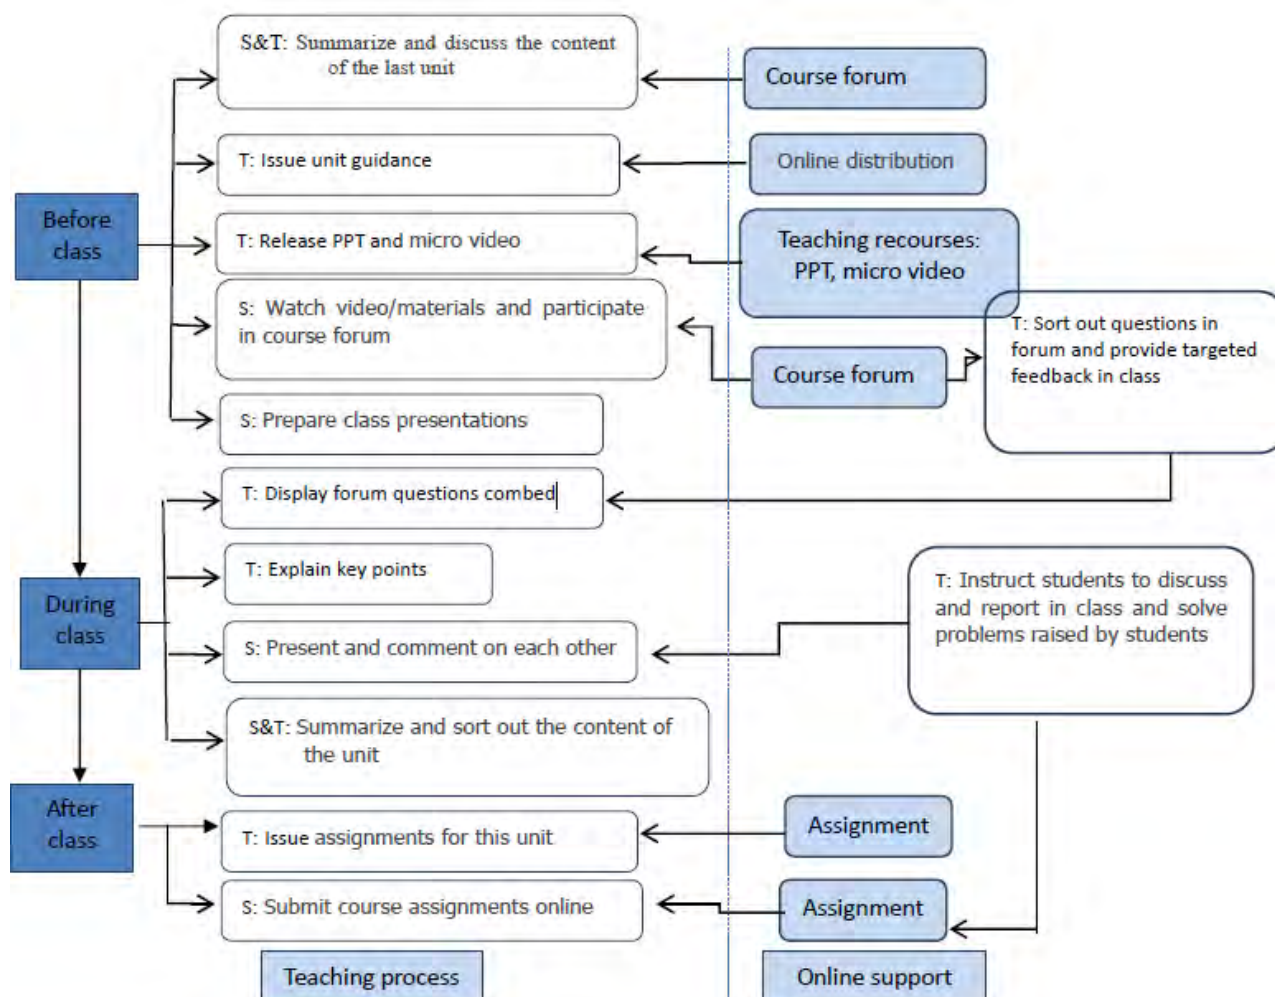 S&T: Summarize and discuss the content
of the last unit
Course forum
T: Issue unit guidance
Online distribution
Before
class
T: Release PPT and micro video
Teaching recourses:
PPT, micro video
S: Watch video/materials and participate
in course forum
Course forum
T: Sort out questions in
forum and provide targeted
feedback in class
S: Prepare class presentations
T: Display forum questions combed
T: Explain key points
During
class
T: Instruct students to discuss
and report in class and solve
problems raised by students
S: Present and comment on each other
S&T: Summarize and sort out the content of
the unit
After
class
T: Issue assignments for this unit
Assignment
S: Submit course assignments online
Assignment
Teaching process
Online support